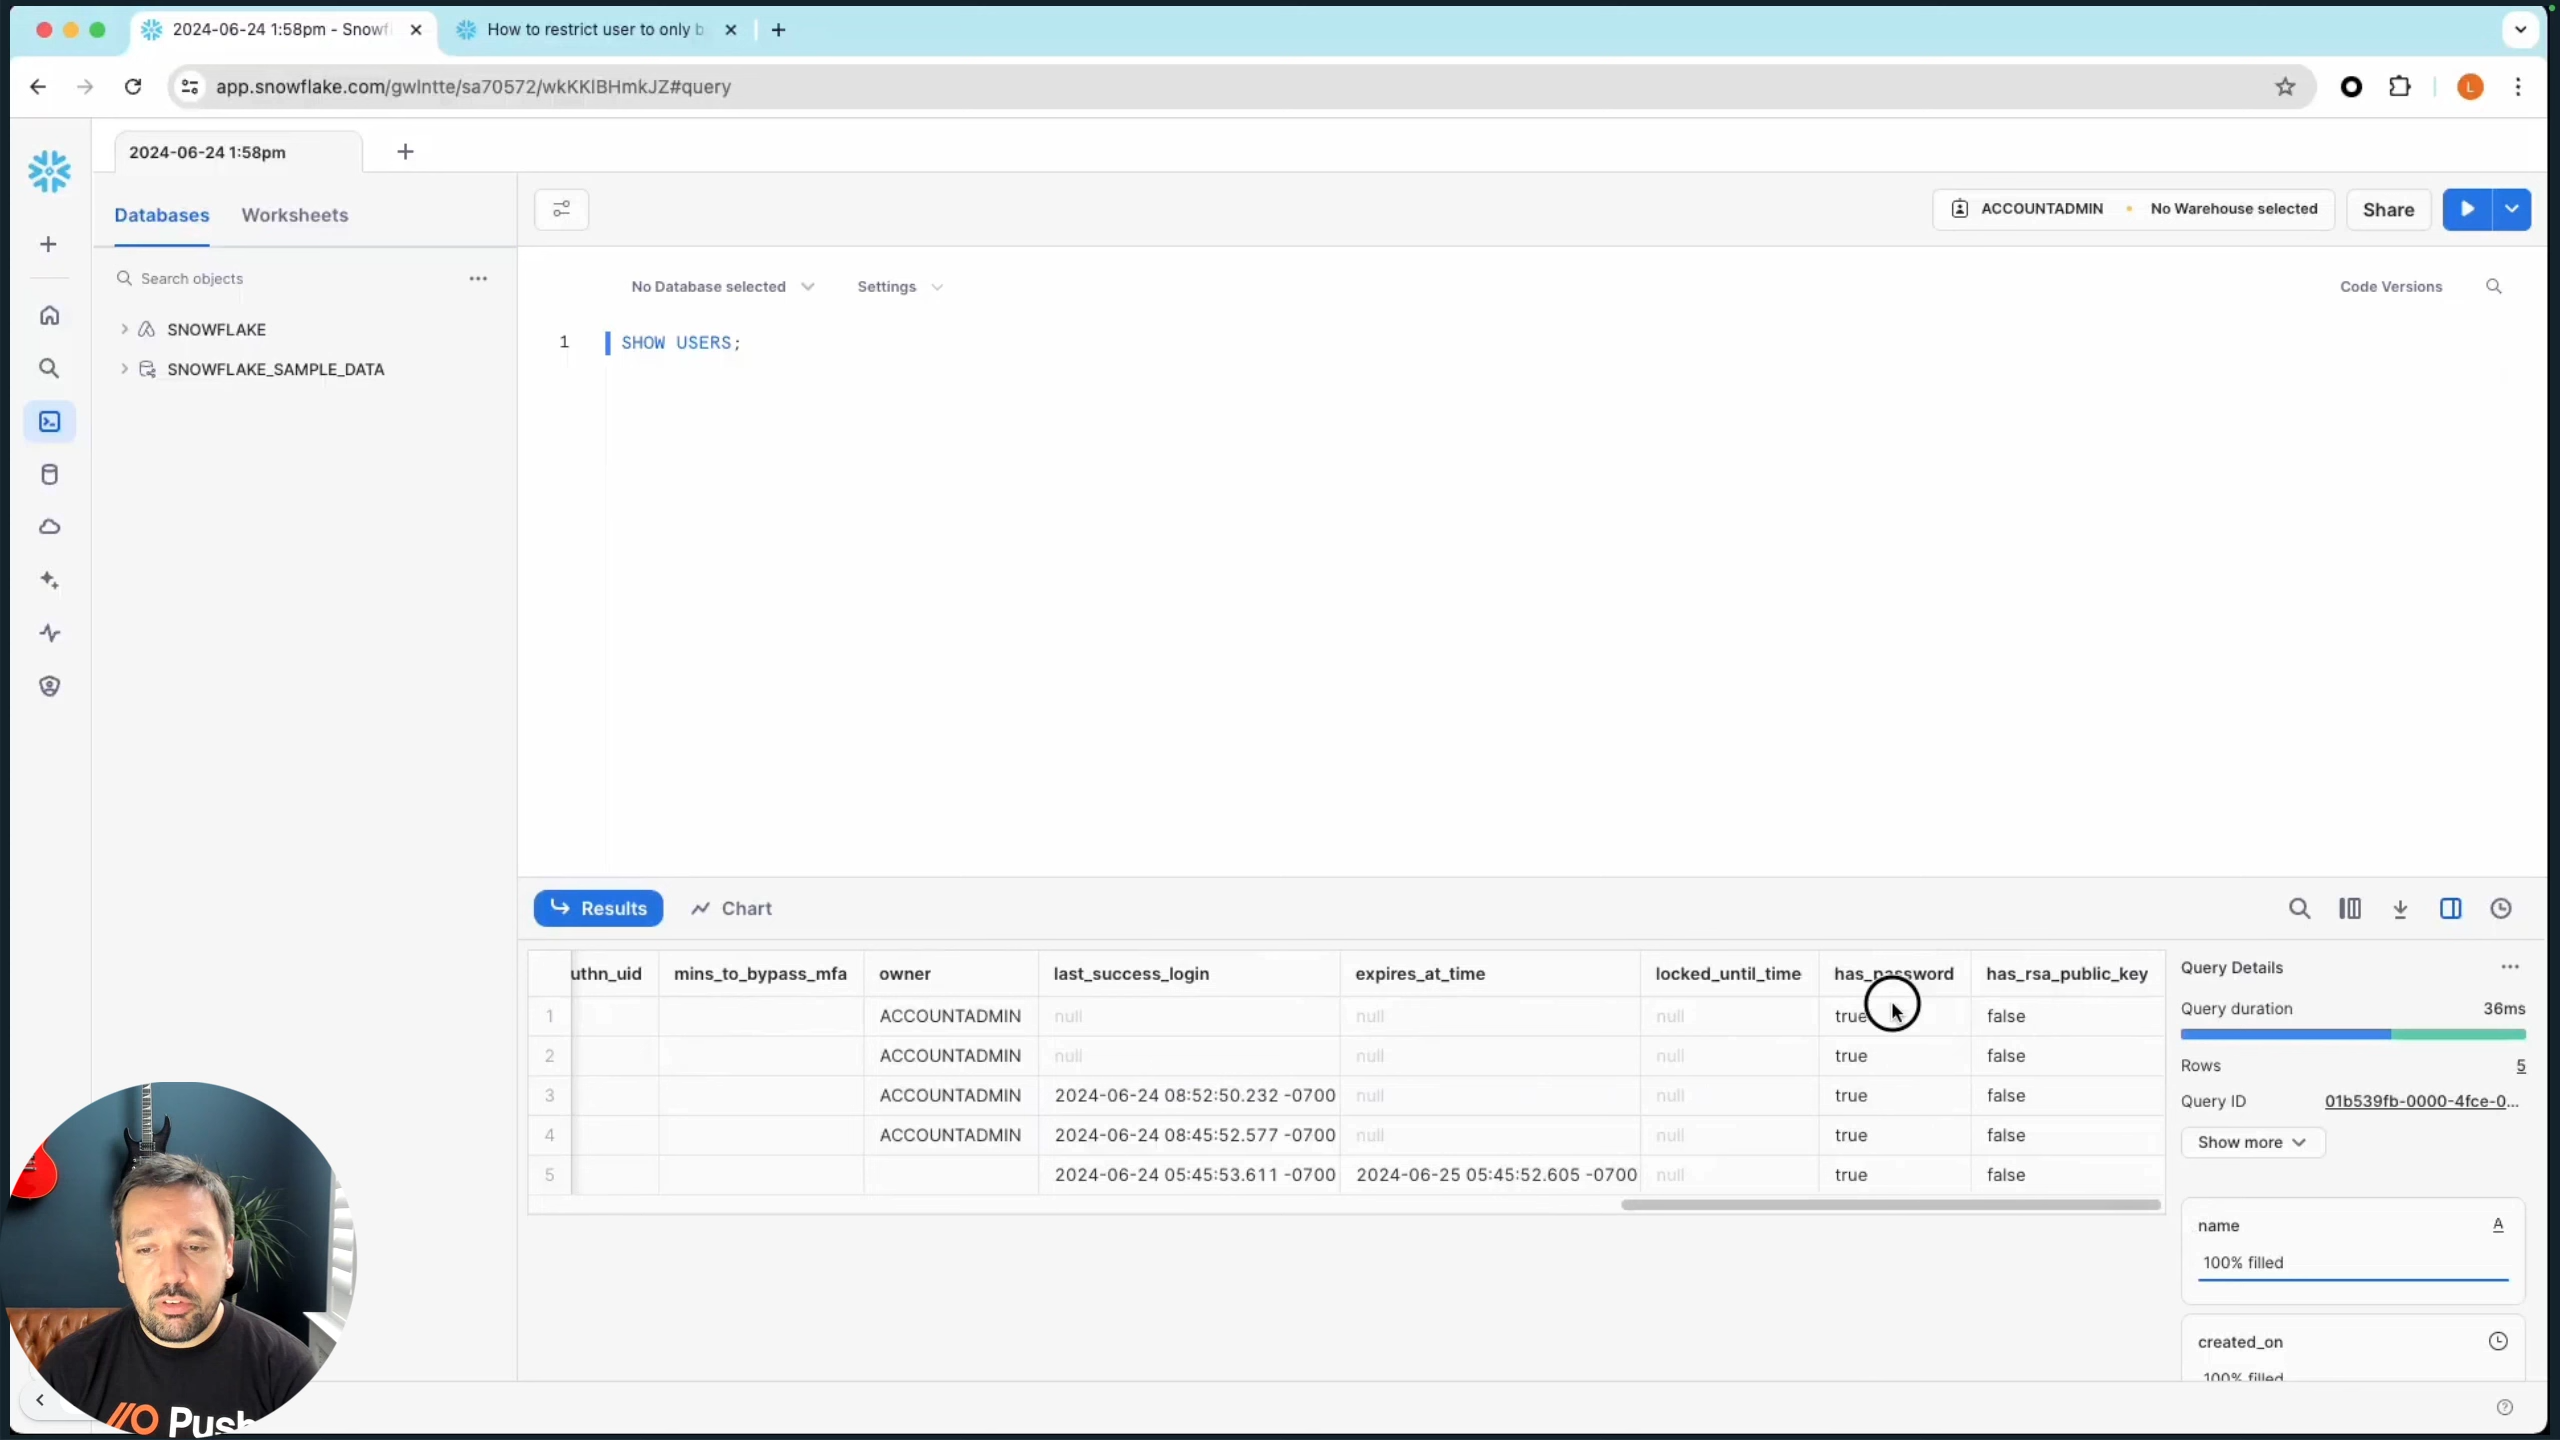 2024-06-24 1:58pm - Snowfl
How to restrict user to only b
app.snowflake.com/gwlntte/sa70572/wkKKlBHmkJZ#query
L
2024-06-24 1:58pm
Databases
Worksheets
ACCOUNTADMIN
No Warehouse selected
Share
Search objects
No Database selected
Settings
Code Versions
SNOWFLAKE
1
SHOW USERS;
SNOWFLAKE_SAMPLE_DATA
Results
Chart
uthn_uid mins_to_bypass_mfa owner last_success_login expires_at_time locked_until_time has_password has_rsa_public_key
1 ACCOUNTADMIN null null null true false
2 ACCOUNTADMIN null null null true false
3 ACCOUNTADMIN 2024-06-24 08:52:50.232 -0700 null null true false
4 ACCOUNTADMIN 2024-06-24 08:45:52.577 -0700 null null true false
5 2024-06-24 05:45:53.611 -0700 2024-06-25 05:45:52.605 -0700 null true false
Query Details
Query duration 36ms
Rows 5
Query ID 01b539fb-0000-4fce-0...
Show more
name A
100% filled
created_on
100% filled
Push